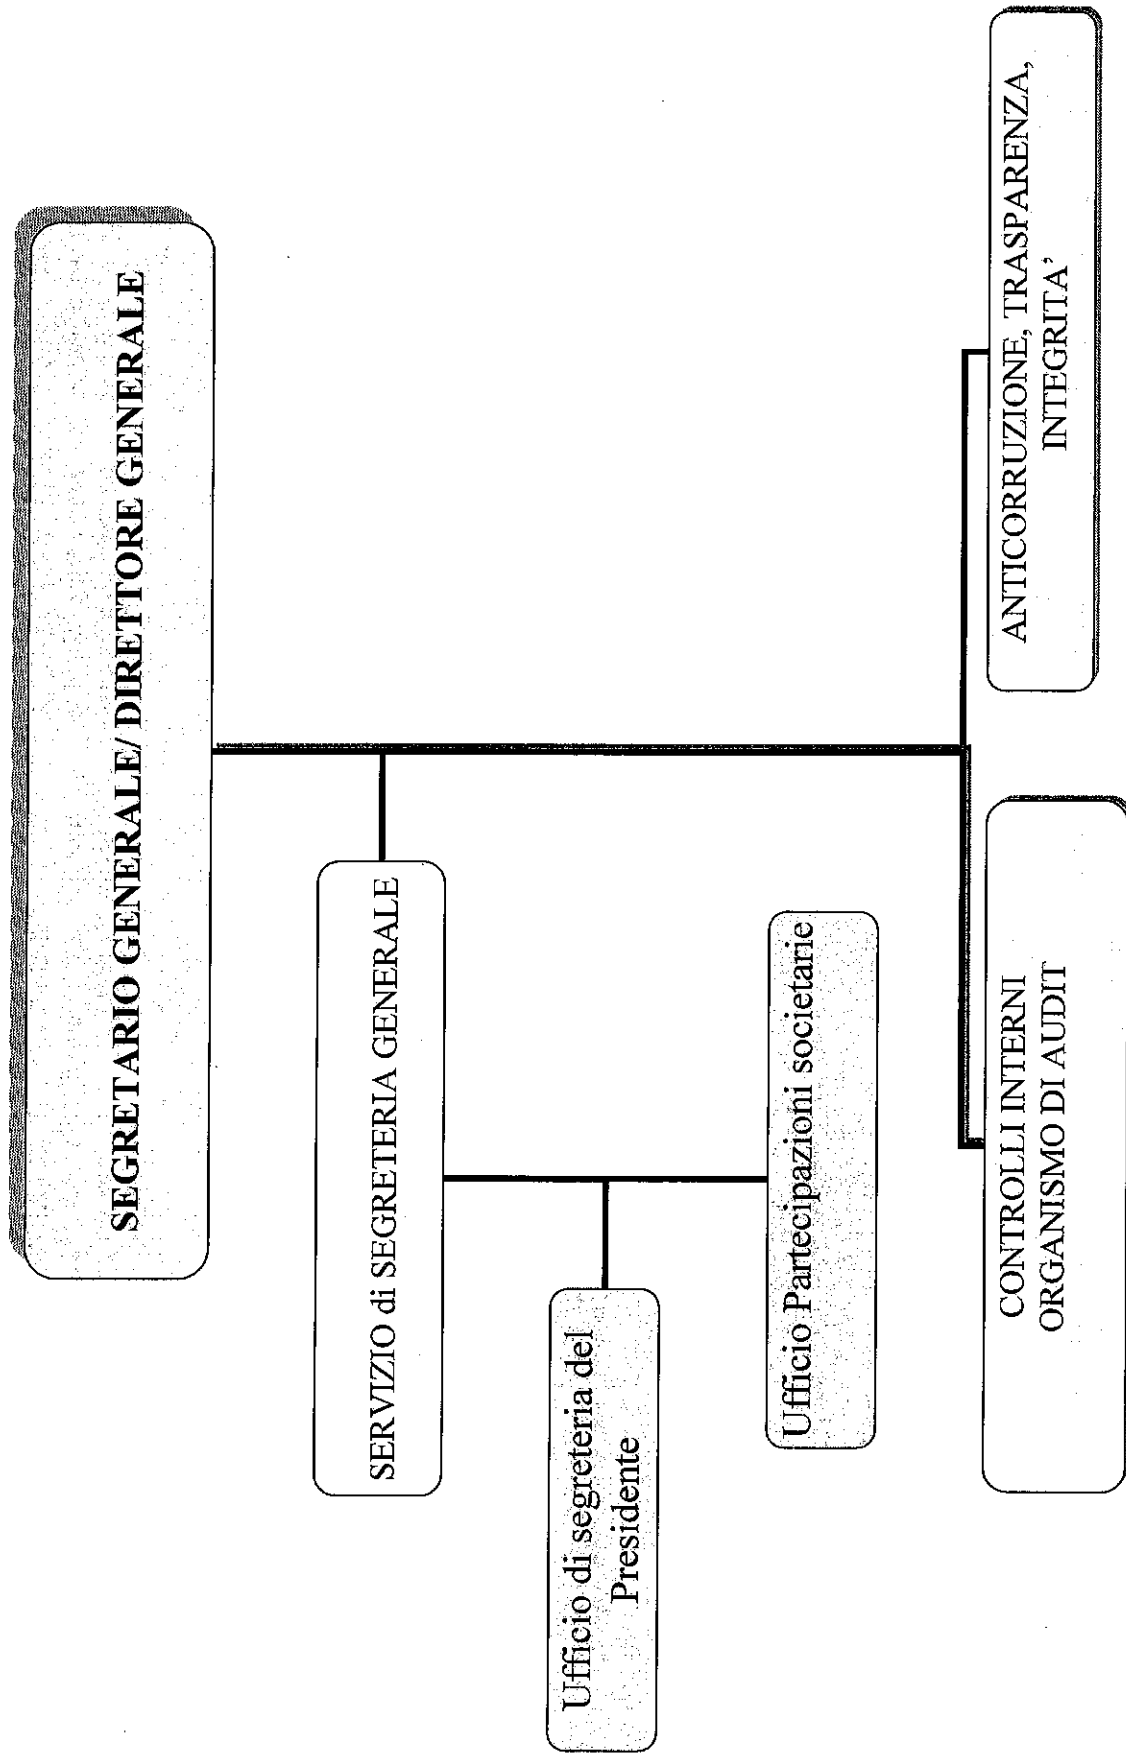 SEGRETARIO GENERALE/ DIRETTORE GENERALE
SERVIZIO di SEGRETERIA GENERALE
Ufficio di segreteria del
Presidente
Ufficio Partecipazioni societarie
CONTROLLI INTERNI
ORGANISMO DI AUDIT
ANTICORRUZIONE, TRASPARENZA,
INTEGRITA’